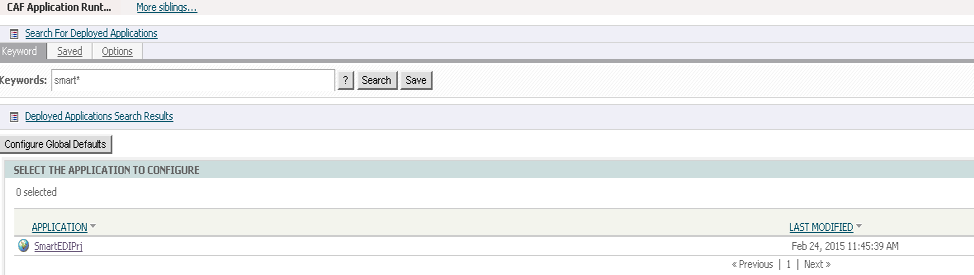 CAF Application Runt... More siblings...
Search For Deployed Applications
Keyword Saved Options
Keywords: smart* ? Search Save
Deployed Applications Search Results
Configure Global Defaults
SELECT THE APPLICATION TO CONFIGURE
0 selected
APPLICATION LAST MODIFIED
SmartEDIPrj Feb 24, 2015 11:45:39 AM
« Previous | 1 | Next »